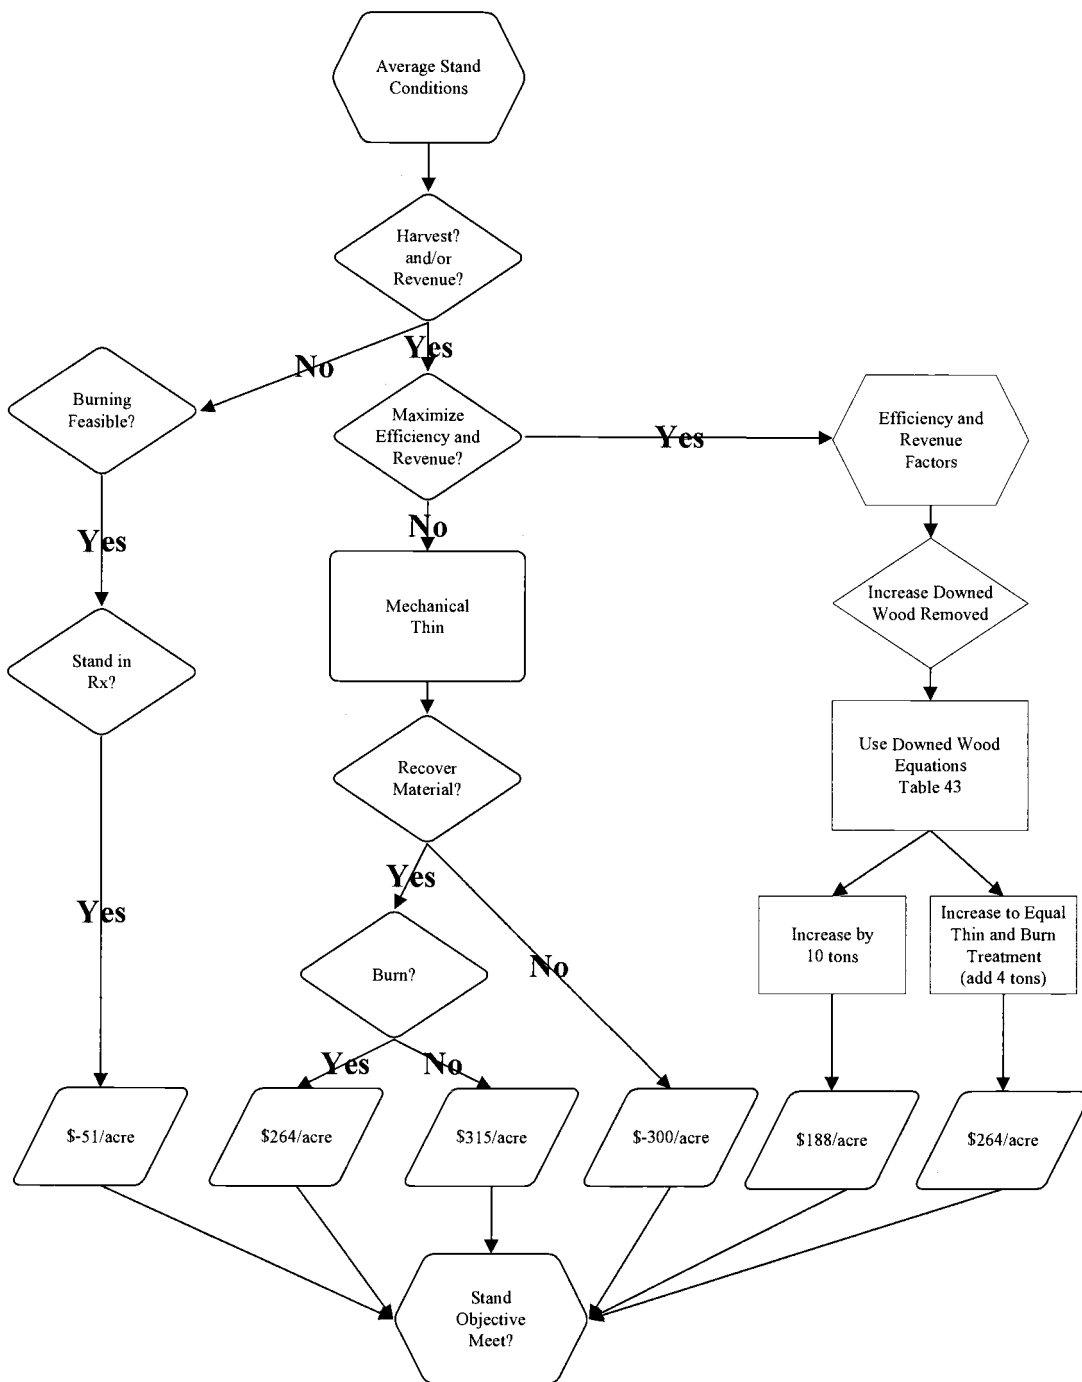 Average Stand
Conditions
Harvest?
and/or
Revenue?
No
Yes
Burning
Feasible?
Maximize
Efficiency and
Revenue?
Yes
Efficiency and
Revenue
Factors
Yes
No
Increase Downed
Wood Removed
Mechanical
Thin
Stand in
Rx?
Use Downed Wood
Equations
Table 43
Recover
Material?
Yes
Yes
No
Burn?
Increase by
10 tons
Increase to Equal
Thin and Burn
Treatment
(add 4 tons)
Yes
No
$-51/acre
$264/acre
$315/acre
$-300/acre
$188/acre
$264/acre
Stand
Objective
Meet?